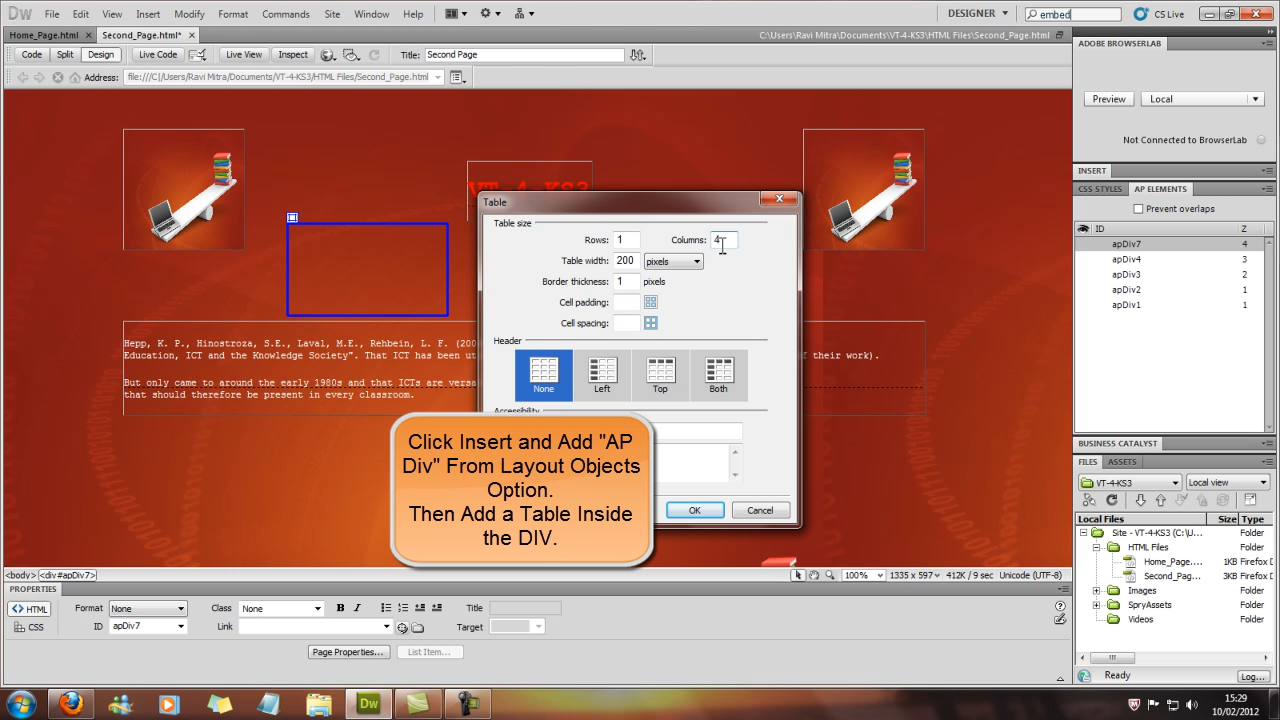 Dw File Edit View Insert Modify Format Commands Site Window Help DESIGNER embed CS Live
Home_Page.html Second_Page.html* C:\Users\Ravi Mitra\Documents\VT-4-KS3\HTML Files\Second_Page.html
Code Split Design Live Code Live View Inspect Title: Second Page
Address: file:///C|/Users/Ravi Mitra/Documents/VT-4-KS3/HTML Files/Second_Page.html
VT-4-KS3
Table
Table size
Rows: 1 Columns: 4
Table width: 200 pixels
Border thickness: 1 pixels
Cell padding:
Cell spacing:
Header
None Left Top Both
Accessibility
OK Cancel
Hepp, K. P., Hinostroza, S.E., Laval, M.E., Rehbein, L. F. (200
Education, ICT and the Knowledge Society". That ICT has been ut
f their work).
But only came to around the early 1980s and that ICTs are versa
that should therefore be present in every classroom.
Click Insert and Add "AP
Div" From Layout Objects
Option.
Then Add a Table Inside
the DIV.
<body> <div#apDiv7> 100% 1335 x 597 412K / 9 sec Unicode (UTF-8)
PROPERTIES
HTML Format None Class None B I Title
CSS ID apDiv7 Link Target
Page Properties... List Item...
ADOBE BROWSERLAB
Preview Local
Not Connected to BrowserLab
INSERT
CSS STYLES AP ELEMENTS
Prevent overlaps
ID Z
apDiv7 4
apDiv4 3
apDiv3 2
apDiv2 1
apDiv1 1
BUSINESS CATALYST
FILES ASSETS
VT-4-KS3 Local view
Local Files Size Type
Site - VT-4-KS3 (C:\U... Folder
HTML Files Folder
Home_Page.... 1KB Firefox
Second_Pag... 3KB Firefox
Images Folder
SpryAssets Folder
Videos Folder
Ready Log...
Dw
15:29
10/02/2012